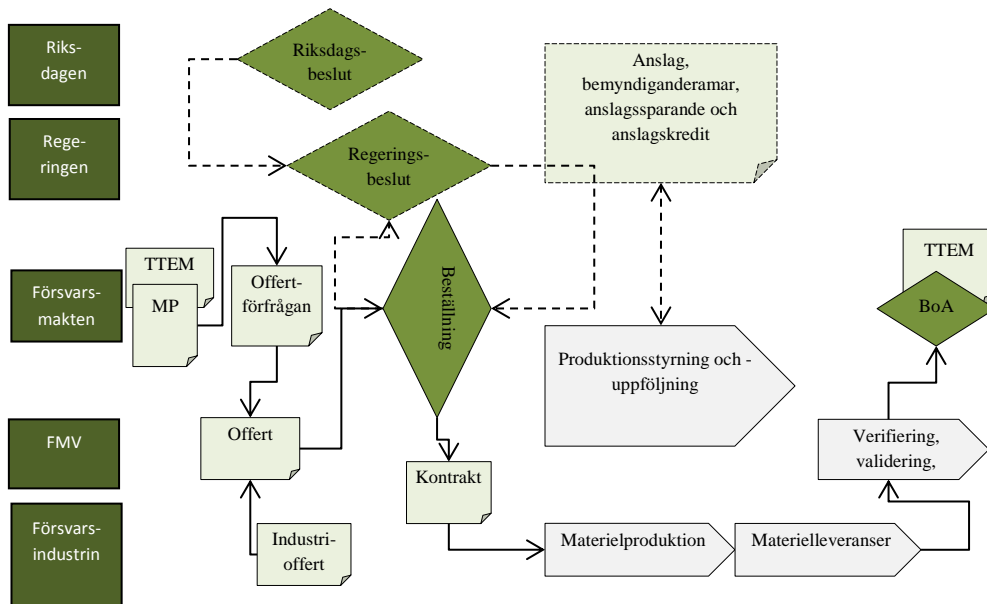 Riks-
dagen
Riksdags-
beslut
Anslag,
bemyndiganderamar,
anslagssparande och
anslagskredit
Rege-
ringen
Regerings-
beslut
Försvars-
makten
TTEM
MP
Offert-
förfrågan
Beställning
Produktionsstyrning och -
uppföljning
TTEM
BoA
FMV
Offert
Kontrakt
Verifiering,
validering,
Försvars-
industrin
Industri-
offert
Materielproduktion
Materielleveranser